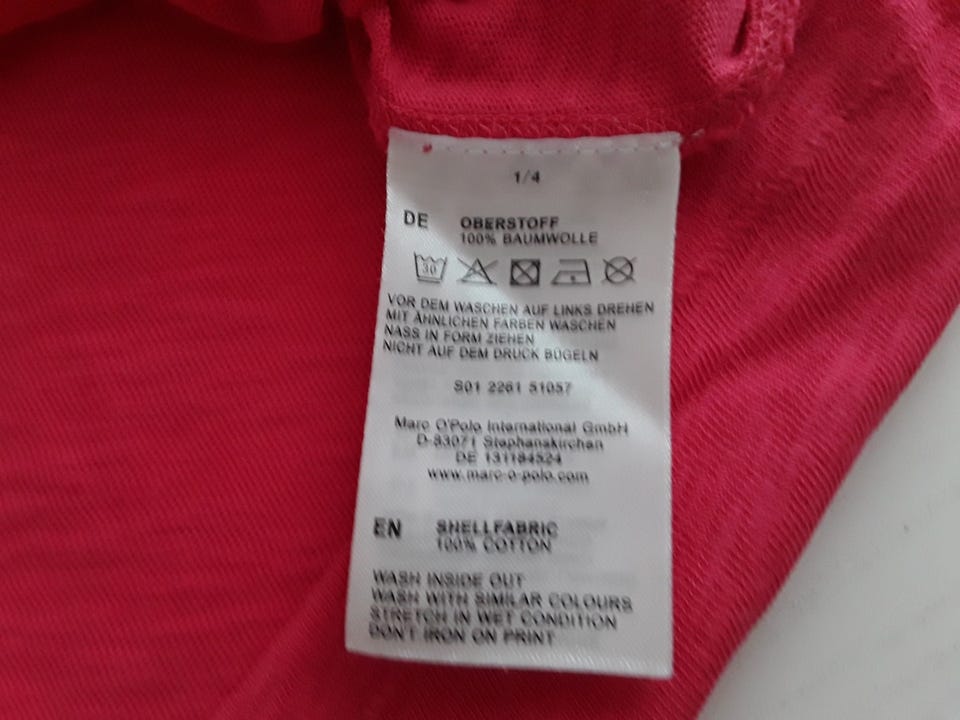 1/4
DE OBERSTOFF
100% BAUMWOLLE
30
VOR DEM WASCHEN AUF LINKS DREHEN
MIT ÄHNLICHEN FARBEN WASCHEN
NASS IN FORM ZIEHEN
NICHT AUF DEM DRUCK BÜGELN
S01 2261 51057
Marc O'Polo International GmbH
D-83071 Stephanskirchen
DE 131184524
www.marc-o-polo.com
EN SHELLFABRIC
100% COTTON
WASH INSIDE OUT
WASH WITH SIMILAR COLOURS
STRETCH IN WET CONDITION
DON'T IRON ON PRINT